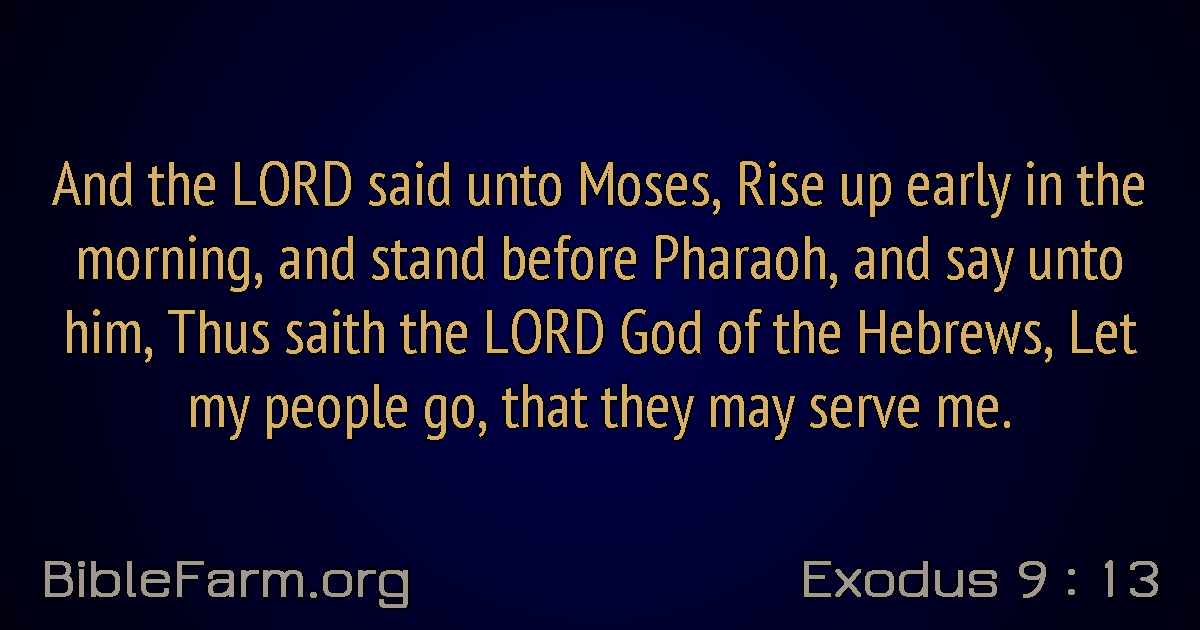 And the LORD said unto Moses, Rise up early in the
morning, and stand before Pharaoh, and say unto
him, Thus saith the LORD God of the Hebrews, Let
my people go, that they may serve me.
BibleFarm.org
Exodus 9 : 13